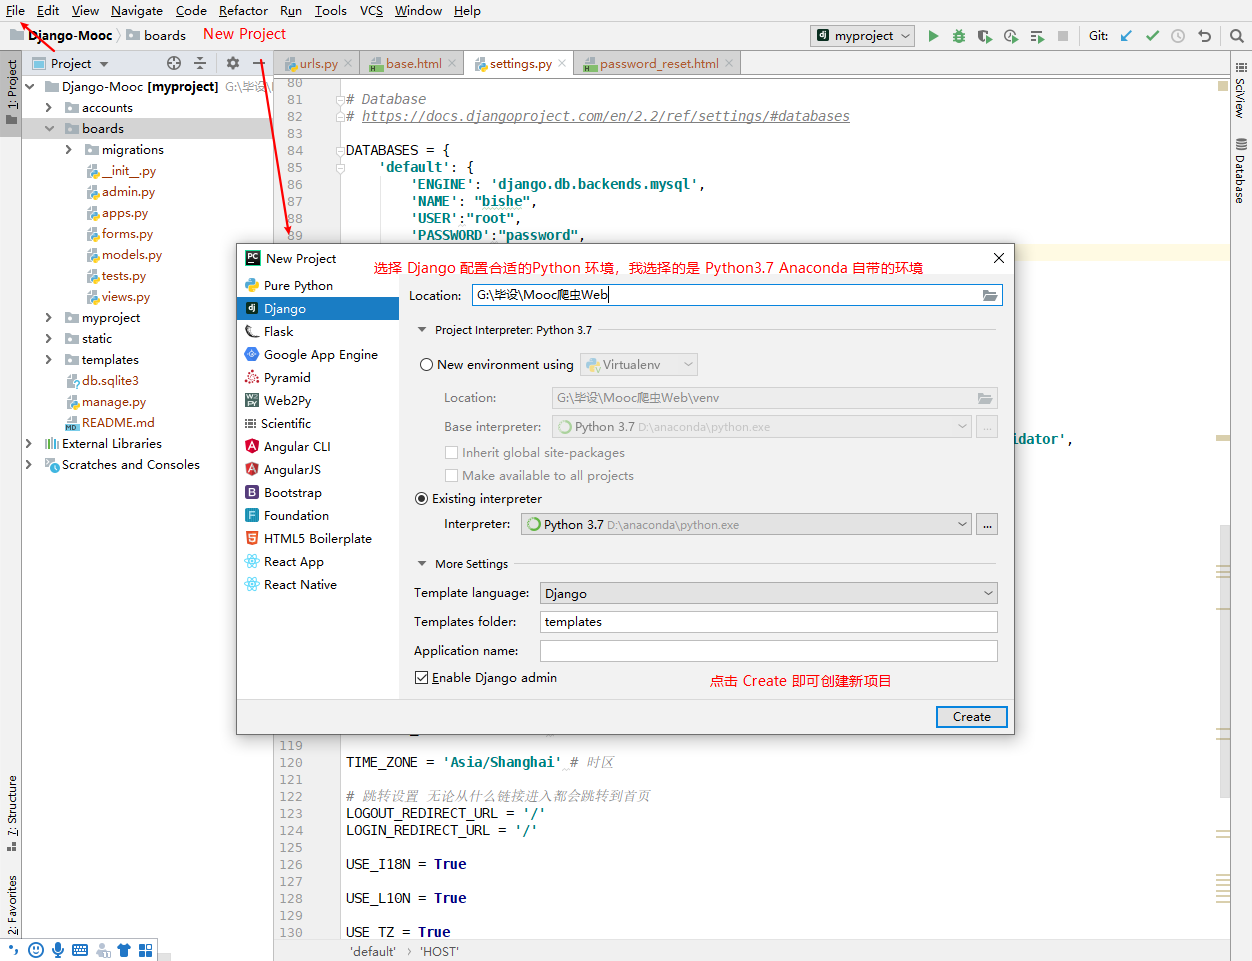 File Edit View Navigate Code Refactor Run Tools VCS Window Help
Django-Mooc boards New Project
myproject Git:
1: Project
Project
urls.py base.html settings.py password_reset.html
Django-Mooc [myproject] G:\毕设\
accounts
boards
migrations
__init__.py
admin.py
apps.py
forms.py
models.py
tests.py
views.py
myproject
static
templates
db.sqlite3
manage.py
README.md
External Libraries
Scratches and Consoles
80
81 # Database
82 # https://docs.djangoproject.com/en/2.2/ref/settings/#databases
83
84 DATABASES = {
85 'default': {
86 'ENGINE': 'django.db.backends.mysql',
87 'NAME': "bishe",
88 'USER':"root",
89 'PASSWORD':"password",
New Project
选择 Django 配置合适的Python 环境，我选择的是 Python3.7 Anaconda 自带的环境
Pure Python
Django
Flask
Google App Engine
Pyramid
Web2Py
Scientific
Angular CLI
AngularJS
Bootstrap
Foundation
HTML5 Boilerplate
React App
React Native
Location: G:\毕设\Mooc爬虫Web
Project Interpreter: Python 3.7
New environment using Virtualenv
Location: G:\毕设\Mooc爬虫Web\venv
Base interpreter: Python 3.7 D:\anaconda\python.exe ...
Inherit global site-packages
Make available to all projects
Existing interpreter
Interpreter: Python 3.7 D:\anaconda\python.exe ...
More Settings
Template language: Django
Templates folder: templates
Application name:
Enable Django admin
点击 Create 即可创建新项目
Create
idator',
119
120 TIME_ZONE = 'Asia/Shanghai' # 时区
121
122 # 跳转设置 无论从什么链接进入都会跳转到首页
123 LOGOUT_REDIRECT_URL = '/'
124 LOGIN_REDIRECT_URL = '/'
125
126 USE_I18N = True
127
128 USE_L10N = True
129
130 USE_TZ = True
'default' › 'HOST'
7: Structure
2: Favorites
SciView
Database